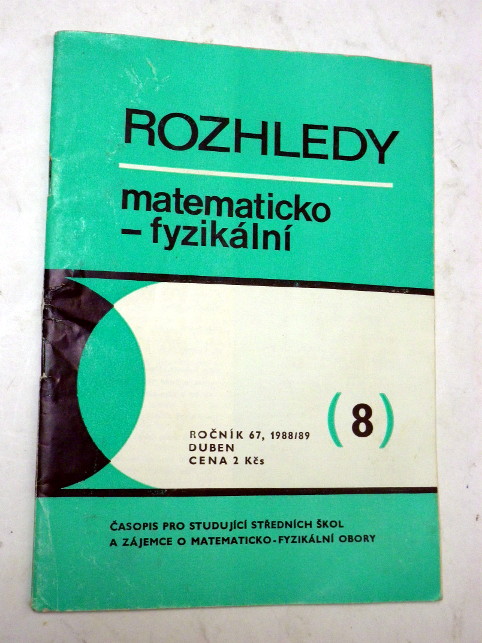 ROZHLEDY
matematicko
– fyzikální
(8)
ROČNÍK 67, 1988/89
DUBEN
CENA 2 Kčs
ČASOPIS PRO STUDUJÍCÍ STŘEDNÍCH ŠKOL
A ZÁJEMCE O MATEMATICKO-FYZIKÁLNÍ OBORY